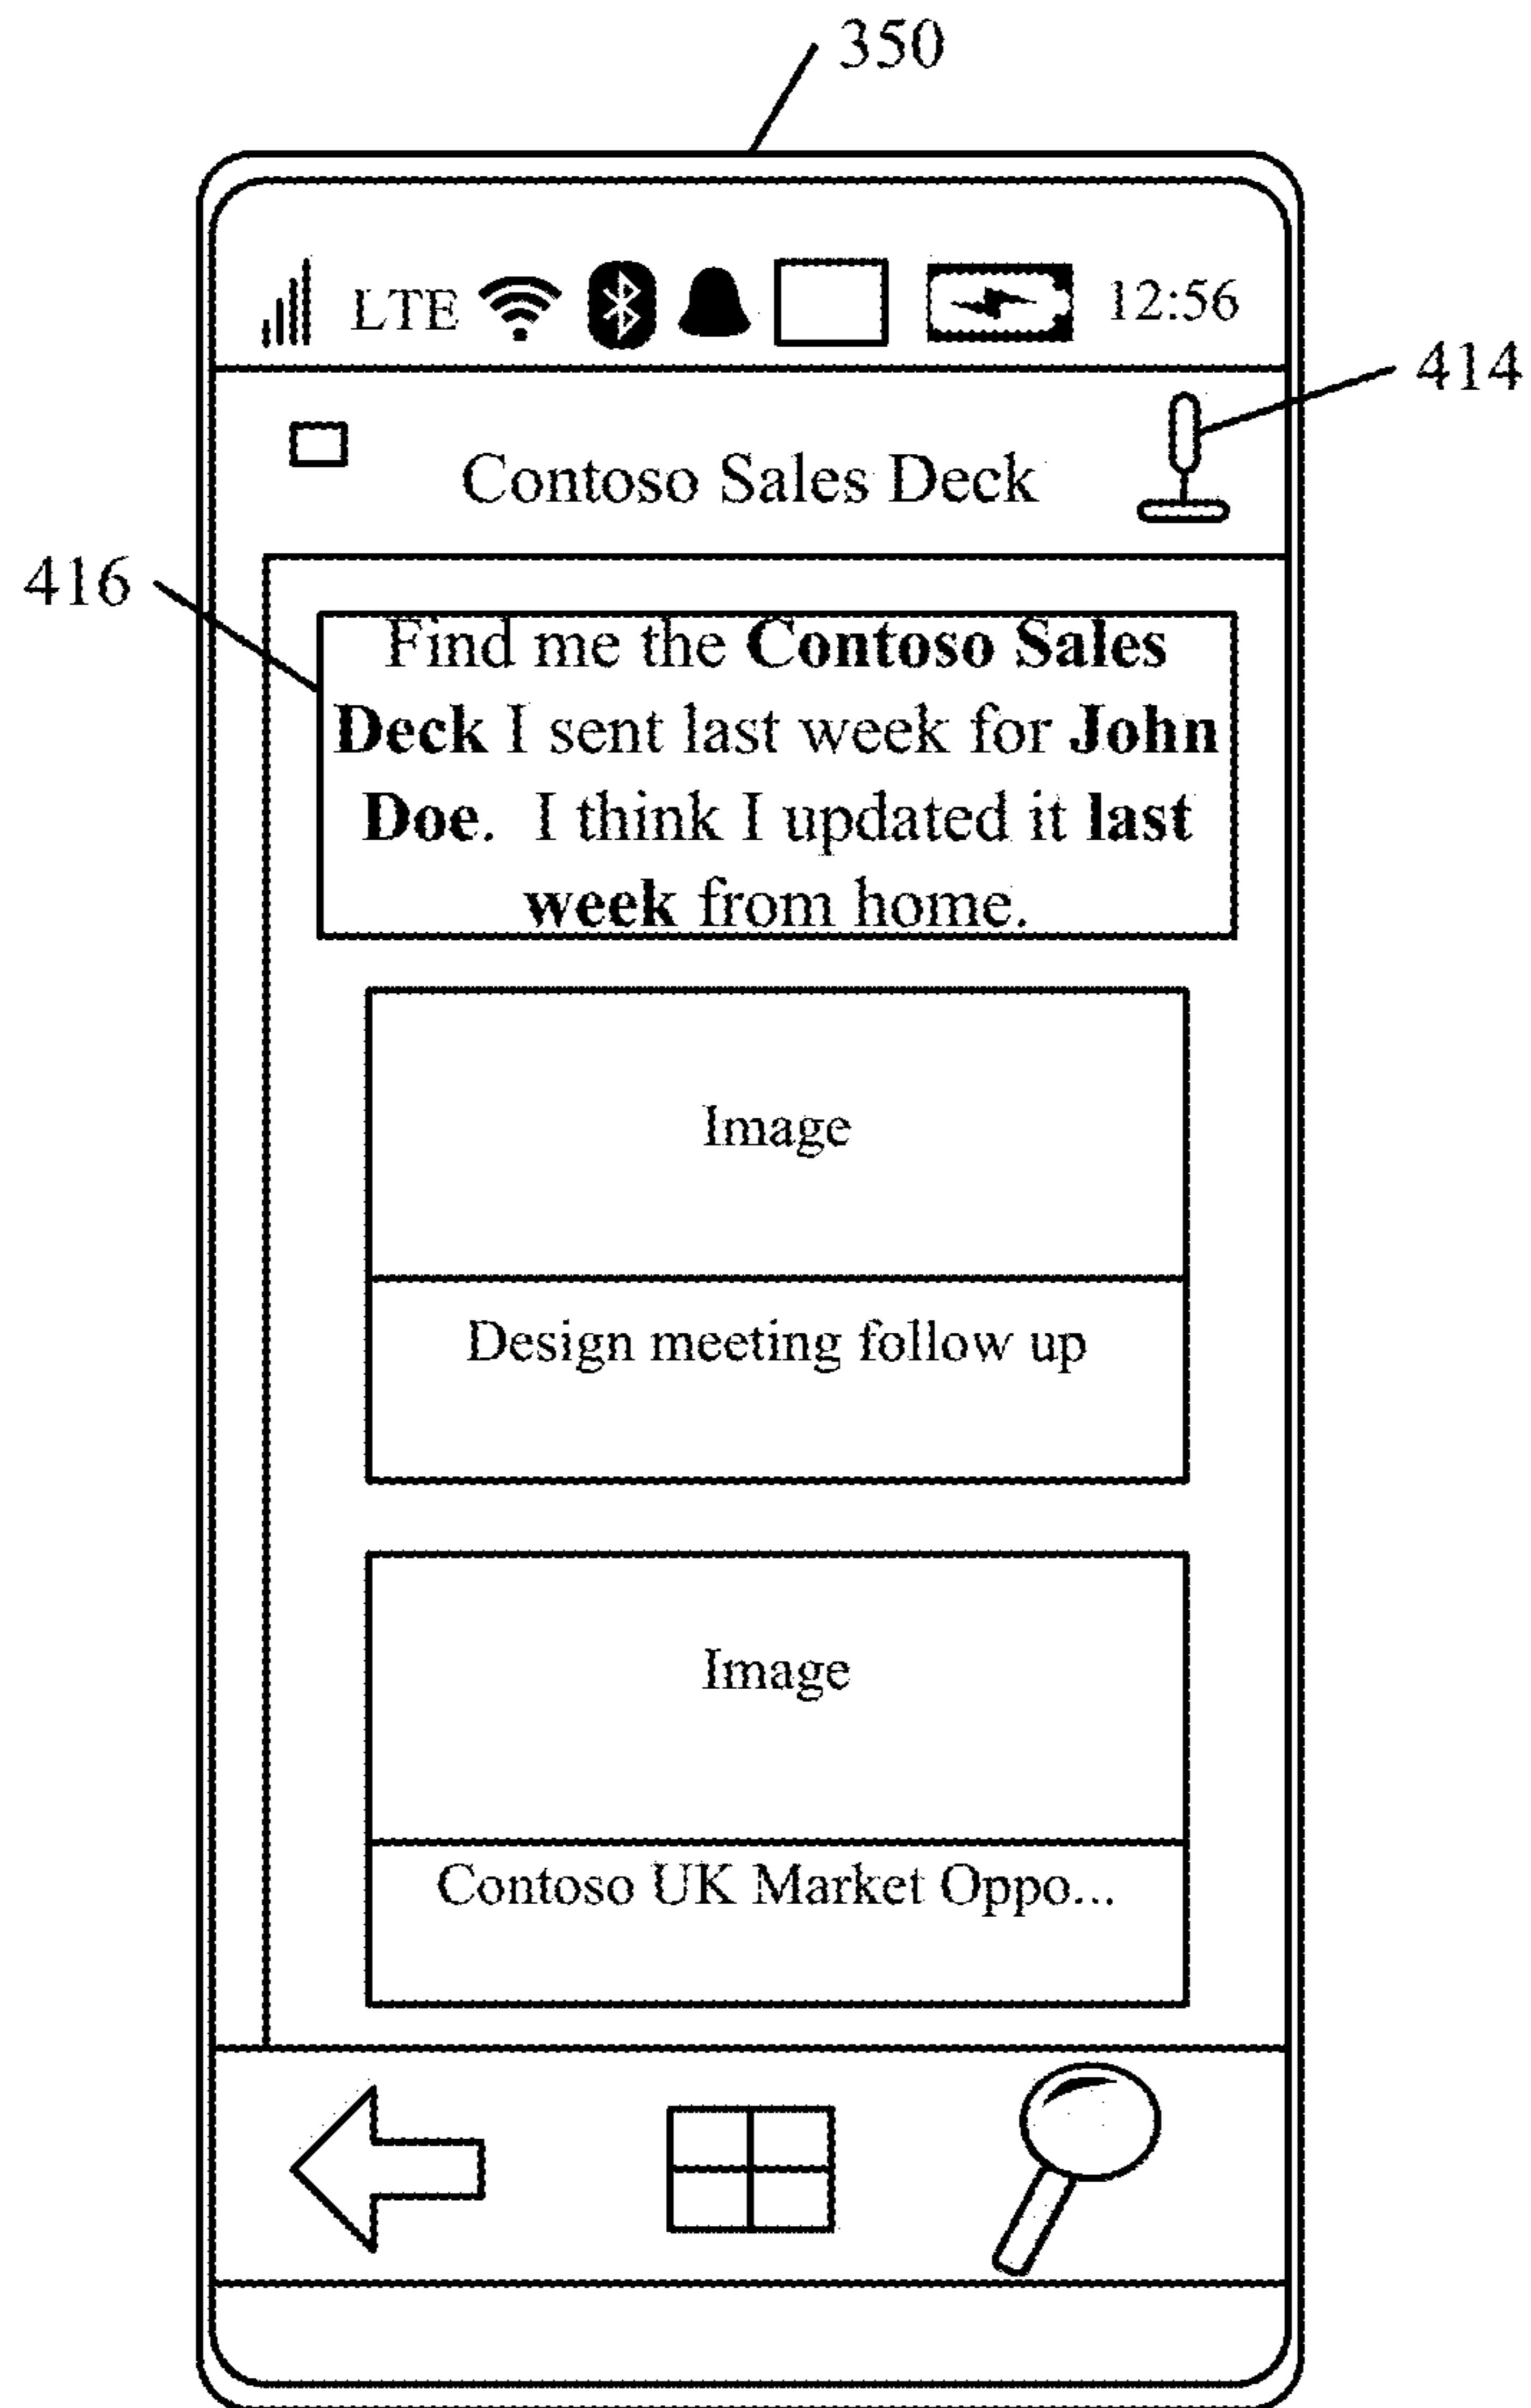 350
LTE 12:56
414
Contoso Sales Deck
416
Find me the Contoso Sales
Deck I sent last week for John
Doe. I think I updated it last
week from home.
Image
Design meeting follow up
Image
Contoso UK Market Oppo...